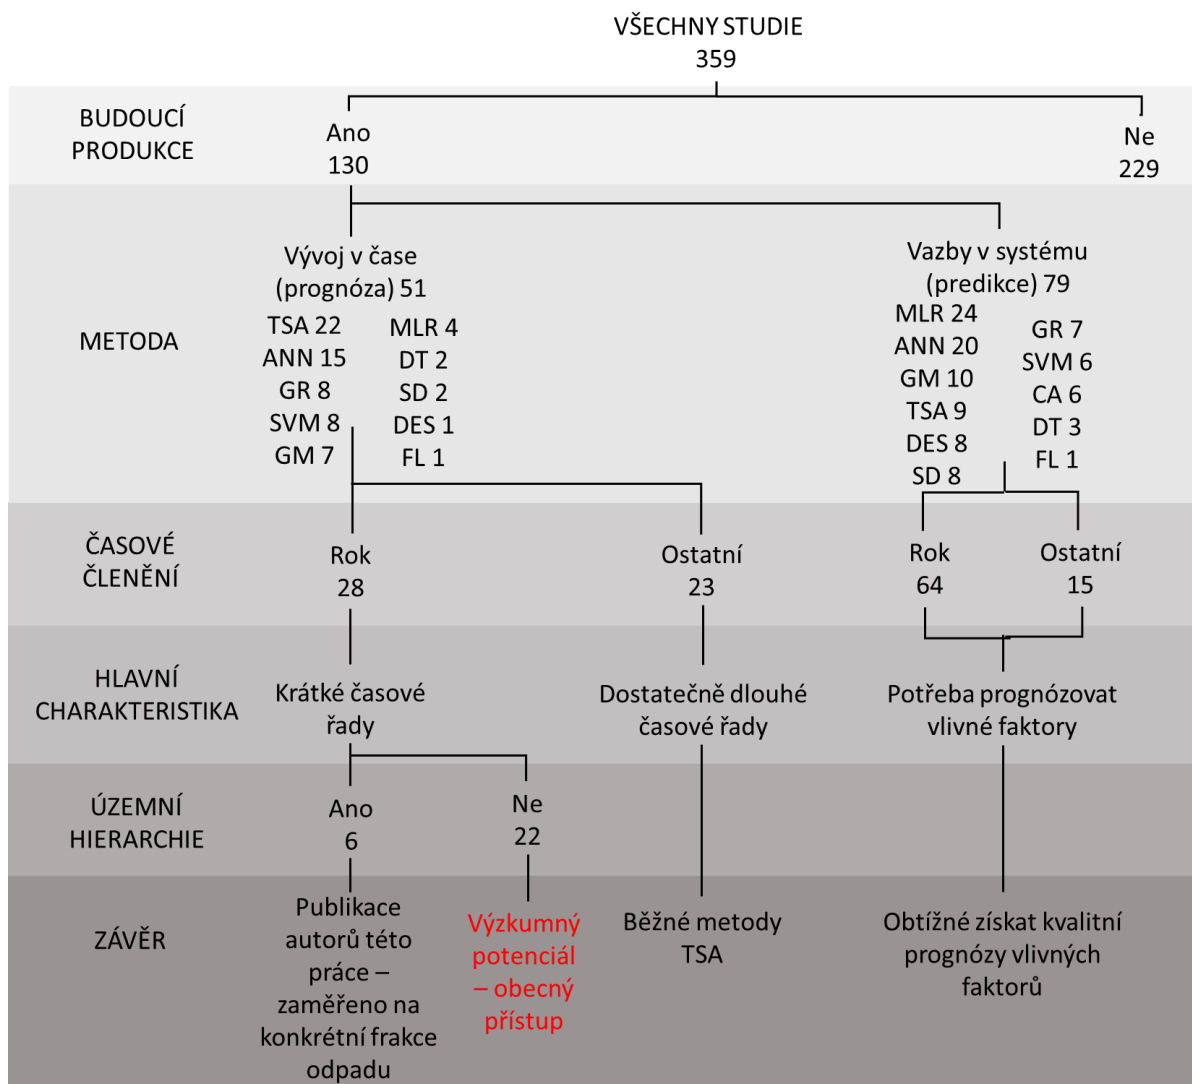 VŠECHNY STUDIE
359
BUDOUCÍ
PRODUKCE
Ano
130
Ne
229
METODA
Vývoj v čase
(prognóza) 51
TSA 22
ANN 15
GR 8
SVM 8
GM 7
MLR 4
DT 2
SD 2
DES 1
FL 1
Vazby v systému
(predikce) 79
MLR 24
ANN 20
GM 10
TSA 9
DES 8
SD 8
GR 7
SVM 6
CA 6
DT 3
FL 1
ČASOVÉ
ČLENĚNÍ
Rok
28
Ostatní
23
Rok
64
Ostatní
15
HLAVNÍ
CHARAKTERISTIKA
Krátké časové
řady
Dostatečně dlouhé
časové řady
Potřeba prognózovat
vlivné faktory
ÚZEMNÍ
HIERARCHIE
Ano
6
Ne
22
ZÁVĚR
Publikace
autorů této
práce –
zaměřeno na
konkrétní frakce
odpadu
Výzkumný
potenciál
– obecný
přístup
Běžné metody
TSA
Obtížné získat kvalitní
prognózy vlivných
faktorů